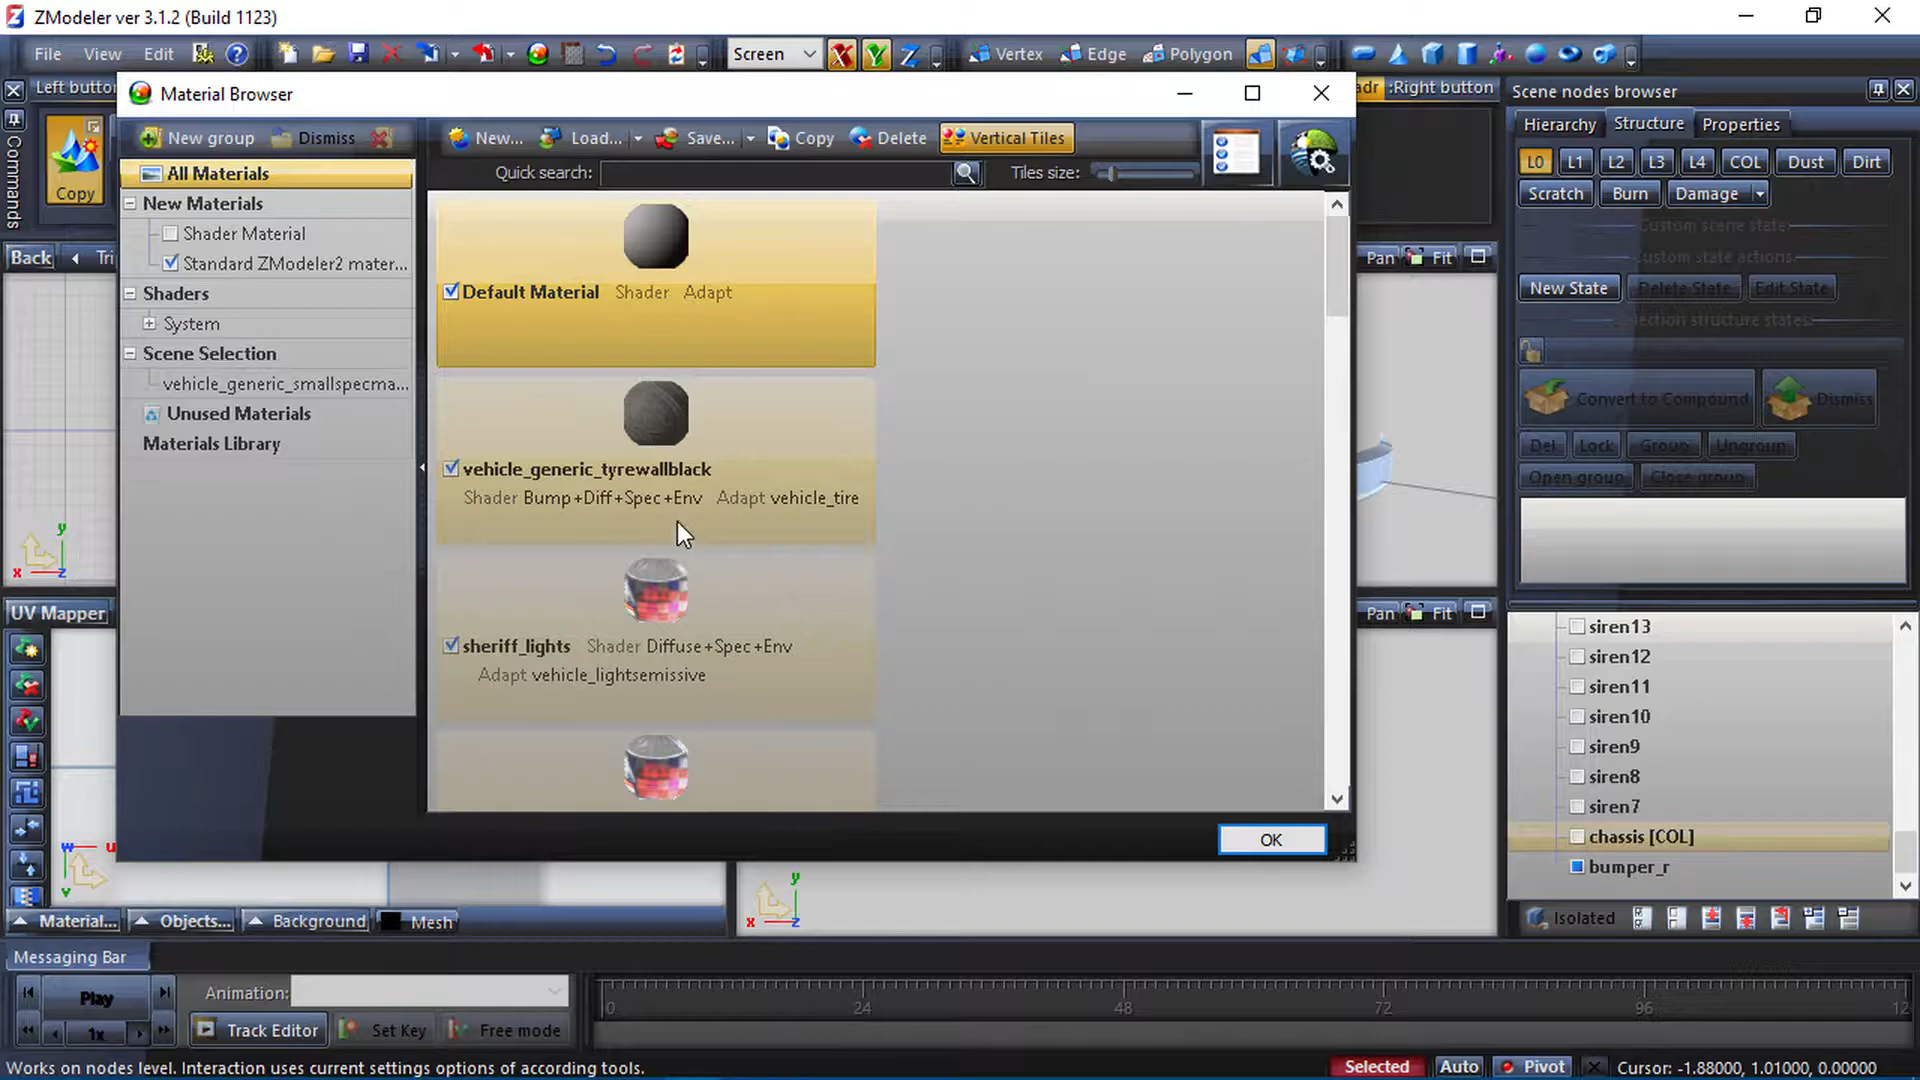 ZModeler ver 3.1.2 (Build 1123)
File View Edit
Screen
X Y Z
Vertex Edge Polygon
Left butto
:Right button
Copy
Commands
Material Browser
New group Dismiss
New... Load... Save... Copy Delete Vertical Tiles
Quick search:
Tiles size:
All Materials
New Materials
Shader Material
Standard ZModeler2 mater...
Shaders
System
Scene Selection
vehicle_generic_smallspecma...
Unused Materials
Materials Library
Default Material Shader Adapt
vehicle_generic_tyrewallblack
Shader Bump+Diff+Spec+Env Adapt vehicle_tire
sheriff_lights Shader Diffuse+Spec+Env
Adapt vehicle_lightsemissive
OK
Back Tri
Pan Fit
UV Mapper
Pan Fit
Scene nodes browser
Hierarchy Structure Properties
L0 L1 L2 L3 L4 COL Dust Dirt
Scratch Burn Damage
Custom scene state:
Custom state actions:
New State Delete State Edit State
Convert to Compound Dismiss
Del Lock Group Ungroup
Open group Close group
siren13
siren12
siren11
siren10
siren9
siren8
siren7
chassis [COL]
bumper_r
Isolated
y
x z
w u
v
y
x z
Material... Objects... Background Mesh
Messaging Bar
Play
1x
Animation:
Track Editor Set Key Free mode
0 24 48 72 96 12
Works on nodes level. Interaction uses current settings options of according tools.
Selected Auto Pivot Cursor: -1.88000, 1.01000, 0.00000